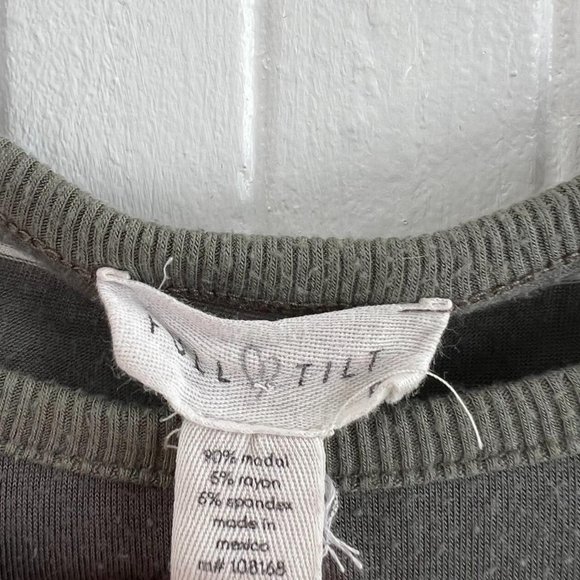 FULL TILT
90% modal
5% rayon
5% spandex
made in
mexico
rn# 108168